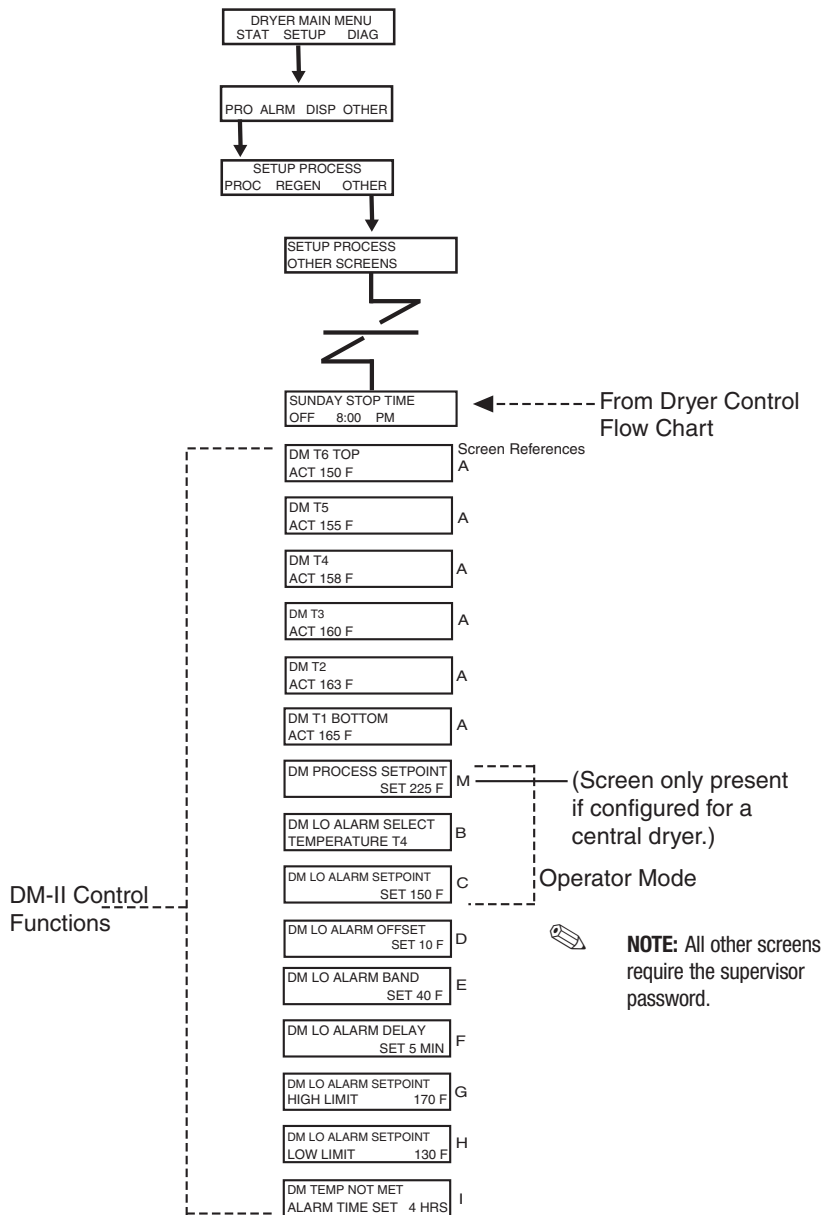 DRYER MAIN MENU
STAT SETUP DIAG
PRO ALRM DISP OTHER
SETUP PROCESS
PROC REGEN OTHER
SETUP PROCESS
OTHER SCREENS
SUNDAY STOP TIME
OFF 8:00 PM
From Dryer Control
Flow Chart
Screen References
DM T6 TOP
ACT 150 F
A
DM T5
ACT 155 F
A
DM T4
ACT 158 F
A
DM T3
ACT 160 F
A
DM T2
ACT 163 F
A
DM T1 BOTTOM
ACT 165 F
A
DM PROCESS SETPOINT
SET 225 F
M
(Screen only present
if configured for a
central dryer.)
DM LO ALARM SELECT
TEMPERATURE T4
B
DM LO ALARM SETPOINT
SET 150 F
C
Operator Mode
DM-II Control
Functions
DM LO ALARM OFFSET
SET 10 F
D
NOTE: All other screens
require the supervisor
password.
DM LO ALARM BAND
SET 40 F
E
DM LO ALARM DELAY
SET 5 MIN
F
DM LO ALARM SETPOINT
HIGH LIMIT 170 F
G
DM LO ALARM SETPOINT
LOW LIMIT 130 F
H
DM TEMP NOT MET
ALARM TIME SET 4 HRS
I